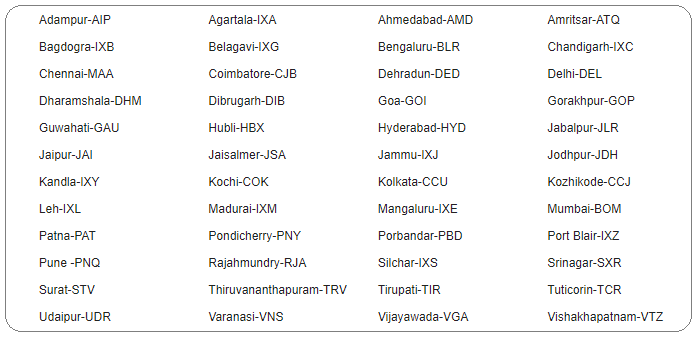 Adampur-AIP Agartala-IXA Ahmedabad-AMD Amritsar-ATQ
Bagdogra-IXB Belagavi-IXG Bengaluru-BLR Chandigarh-IXC
Chennai-MAA Coimbatore-CJB Dehradun-DED Delhi-DEL
Dharamshala-DHM Dibrugarh-DIB Goa-GOI Gorakhpur-GOP
Guwahati-GAU Hubli-HBX Hyderabad-HYD Jabalpur-JLR
Jaipur-JAI Jaisalmer-JSA Jammu-IXJ Jodhpur-JDH
Kandla-IXY Kochi-COK Kolkata-CCU Kozhikode-CCJ
Leh-IXL Madurai-IXM Mangaluru-IXE Mumbai-BOM
Patna-PAT Pondicherry-PNY Porbandar-PBD Port Blair-IXZ
Pune -PNQ Rajahmundry-RJA Silchar-IXS Srinagar-SXR
Surat-STV Thiruvananthapuram-TRV Tirupati-TIR Tuticorin-TCR
Udaipur-UDR Varanasi-VNS Vijayawada-VGA Vishakhapatnam-VTZ